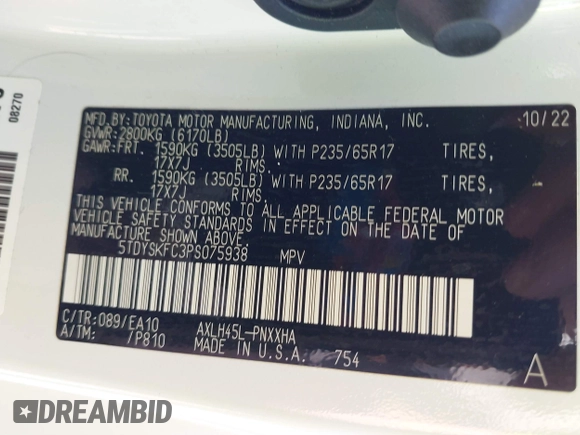 08270
MFD.BY:TOYOTA MOTOR MANUFACTURING, INDIANA, INC. 10/22
GVWR:2800KG (6170LB)
GAWR:FRT. 1590KG (3505LB) WITH P235/65R17 TIRES,
17X7J RIMS.
RR. 1590KG (3505LB) WITH P235/65R17 TIRES,
17X7J RIMS.
THIS VEHICLE CONFORMS TO ALL APPLICABLE FEDERAL MOTOR
VEHICLE SAFETY STANDARDS IN EFFECT ON THE DATE OF
MANUFACTURE SHOWN ABOVE.
5TDYSKFC3PS075938 MPV
C/TR:089/EA10 AXLH45L-PNXXHA
A/TM: /P810 MADE IN U.S.A. 754 A
DREAMBID